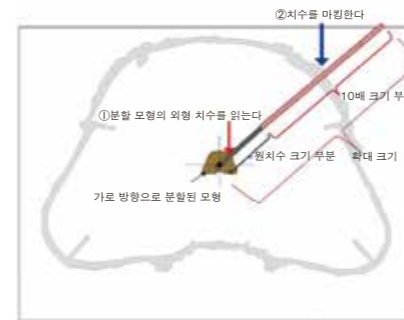 ②치수를 마킹한다
10배 크기 부
①분할 모형의 외형 치수를 읽는다
원치수 크기 부분
확대 크기
가로 방향으로 분할된 모형